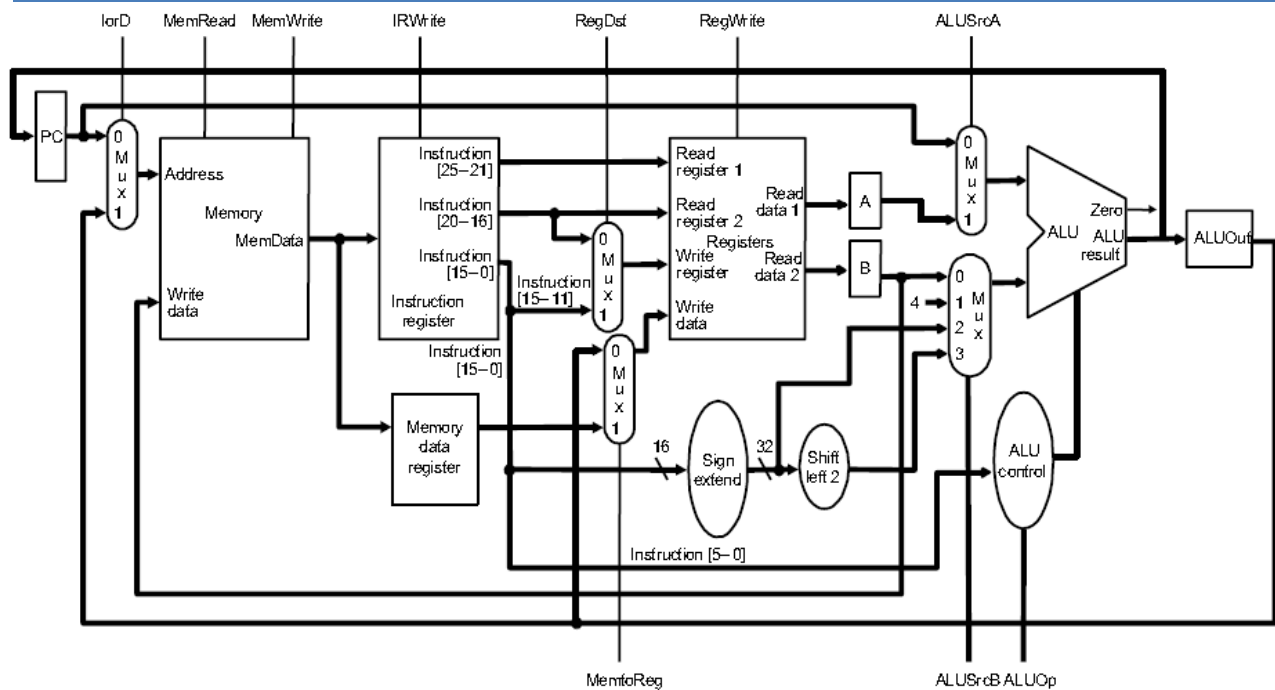 IorD
MemRead
MemWrite
IRWrite
RegDst
RegWrite
ALUSrcA
PC
0
M
u
x
1
Address
Memory
MemData
Write
data
Instruction
[25–21]
Instruction
[20–16]
Instruction
[15–0]
Instruction
register
Instruction
[15–11]
Instruction
[15–0]
0
M
u
x
1
0
M
u
x
1
Memory
data
register
Read
register 1
Read
register 2
Registers
Write
register
Write
data
Read
data 1
Read
data 2
A
B
4
0
M
u
x
1
0
1
2
3
M
u
x
Zero
ALU
ALU
result
ALUOut
16
Sign
extend
32
Shift
left 2
ALU
control
Instruction [5–0]
MemtoReg
ALUSrcB
ALUOp